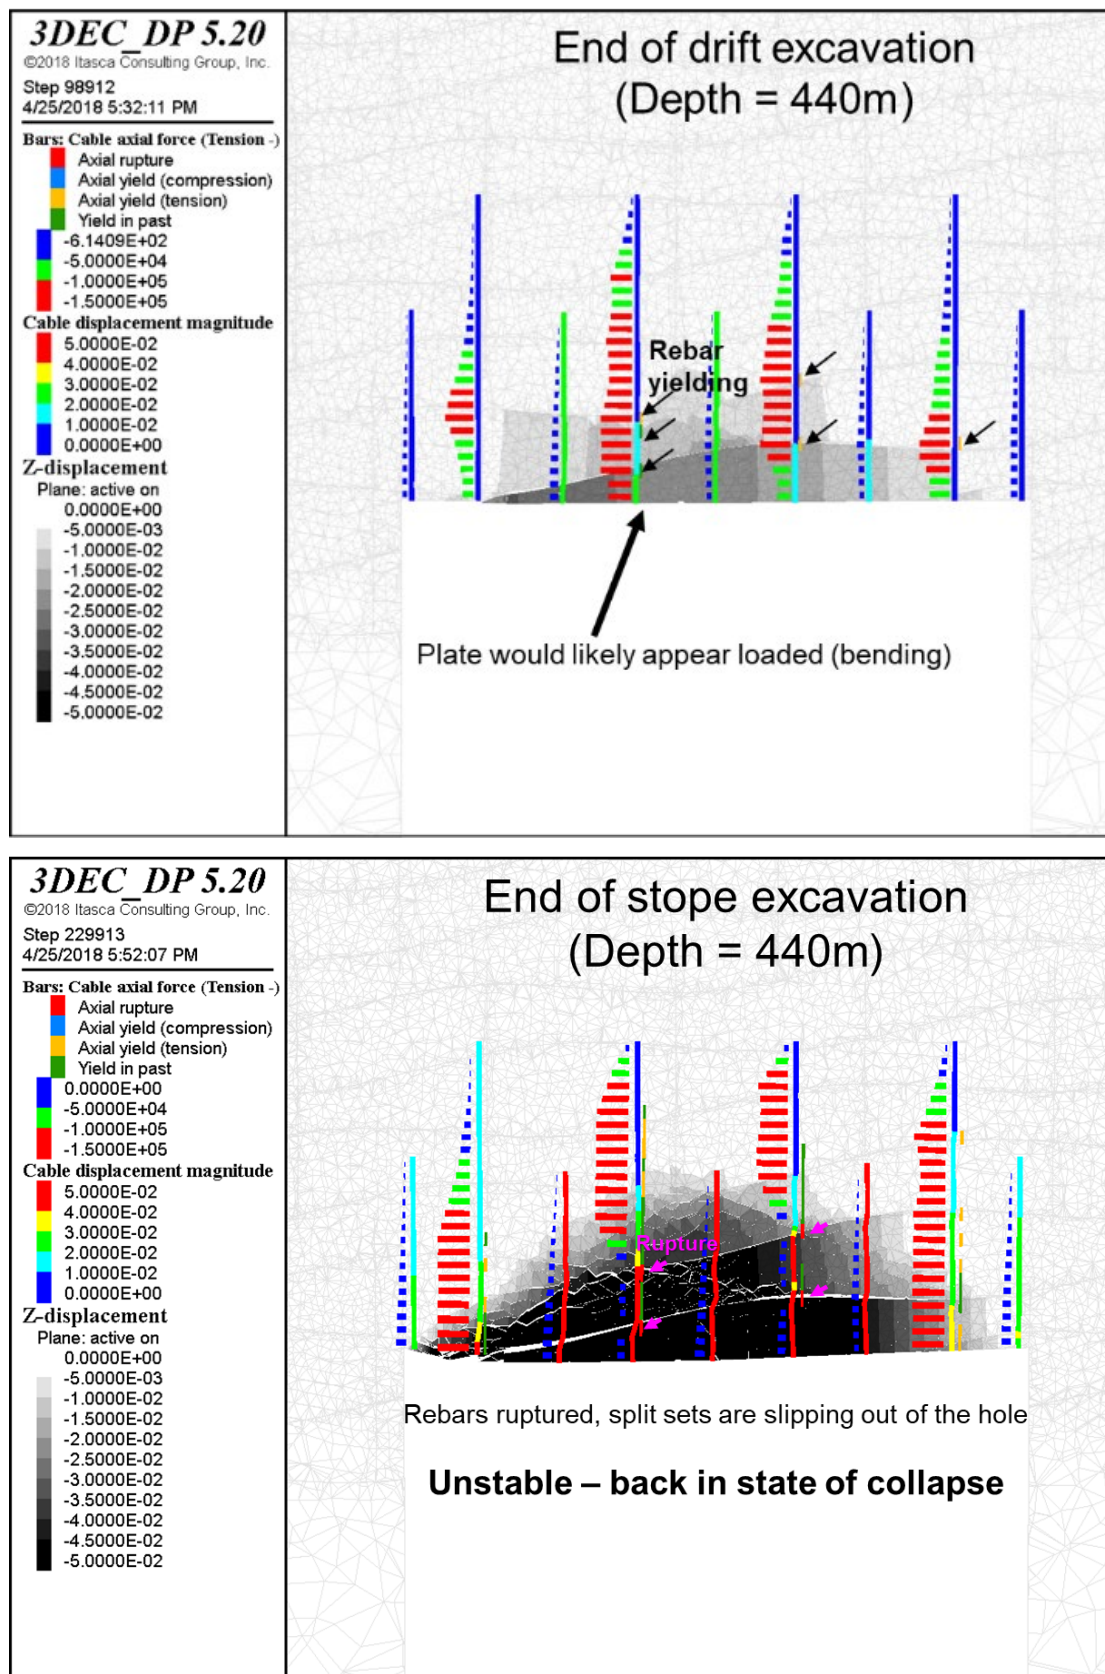 3DEC_DP 5.20
©2018 Itasca Consulting Group, Inc.
Step 98912
4/25/2018 5:32:11 PM
Bars: Cable axial force (Tension -)
Axial rupture
Axial yield (compression)
Axial yield (tension)
Yield in past
-6.1409E+02
-5.0000E+04
-1.0000E+05
-1.5000E+05
Cable displacement magnitude
5.0000E-02
4.0000E-02
3.0000E-02
2.0000E-02
1.0000E-02
0.0000E+00
Z-displacement
Plane: active on
0.0000E+00
-5.0000E-03
-1.0000E-02
-1.5000E-02
-2.0000E-02
-2.5000E-02
-3.0000E-02
-3.5000E-02
-4.0000E-02
-4.5000E-02
-5.0000E-02
End of drift excavation
(Depth = 440m)
Rebar
yielding
Plate would likely appear loaded (bending)
3DEC_DP 5.20
©2018 Itasca Consulting Group, Inc.
Step 229913
4/25/2018 5:52:07 PM
Bars: Cable axial force (Tension -)
Axial rupture
Axial yield (compression)
Axial yield (tension)
Yield in past
0.0000E+00
-5.0000E+04
-1.0000E+05
-1.5000E+05
Cable displacement magnitude
5.0000E-02
4.0000E-02
3.0000E-02
2.0000E-02
1.0000E-02
0.0000E+00
Z-displacement
Plane: active on
0.0000E+00
-5.0000E-03
-1.0000E-02
-1.5000E-02
-2.0000E-02
-2.5000E-02
-3.0000E-02
-3.5000E-02
-4.0000E-02
-4.5000E-02
-5.0000E-02
End of stope excavation
(Depth = 440m)
Rupture
Rebars ruptured, split sets are slipping out of the hole
Unstable – back in state of collapse